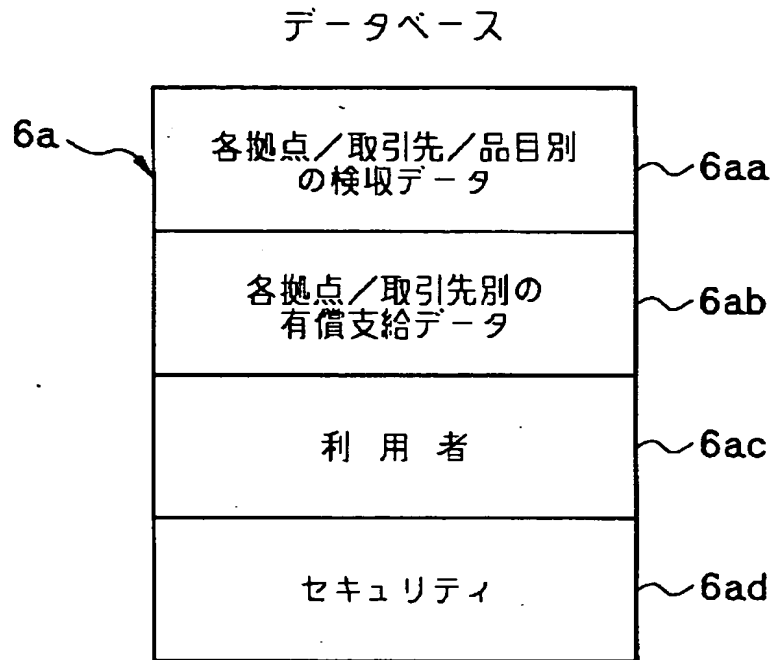 データベース
6a
各拠点／取引先／品目別
の検収データ
6aa
各拠点／取引先別の
有償支給データ
6ab
利用者
6ac
セキュリティ
6ad